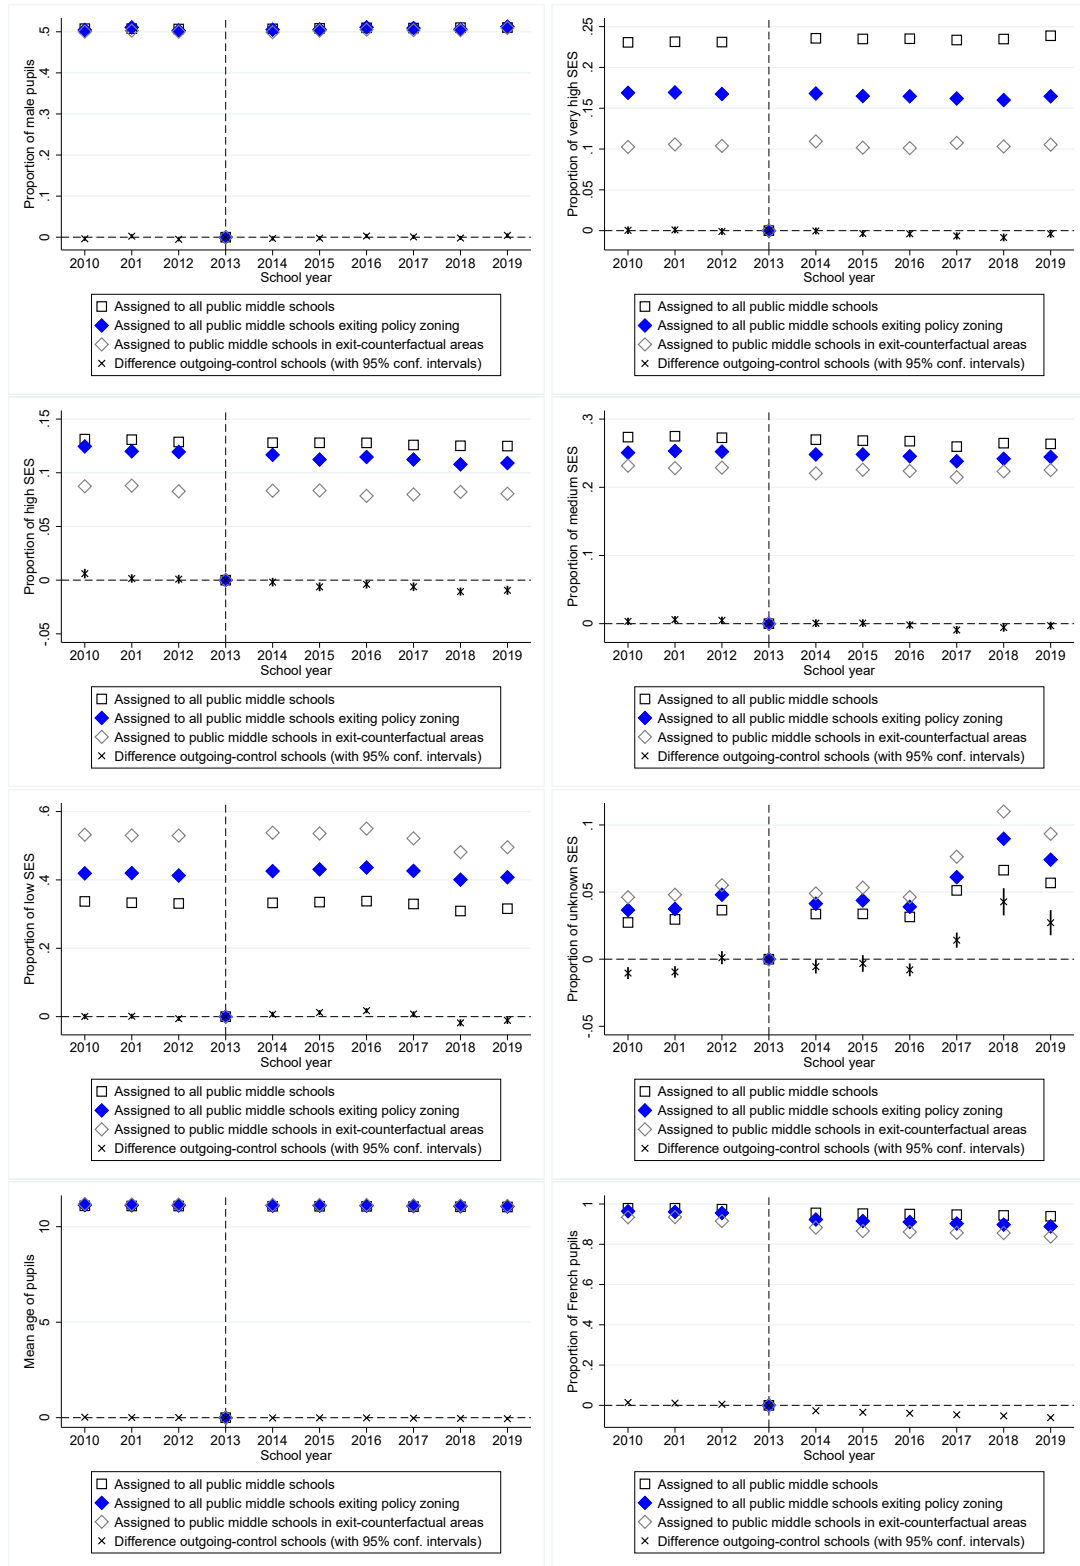 Proportion of male pupils
.5
.4
.3
.2
.1
0
2010 201 2012 2013 2014 2015 2016 2017 2018 2019
School year
Assigned to all public middle schools
Assigned to all public middle schools exiting policy zoning
Assigned to public middle schools in exit-counterfactual areas
Difference outgoing-control schools (with 95% conf. intervals)
Proportion of very high SES
.25
.2
.15
.1
.05
0
2010 201 2012 2013 2014 2015 2016 2017 2018 2019
School year
Assigned to all public middle schools
Assigned to all public middle schools exiting policy zoning
Assigned to public middle schools in exit-counterfactual areas
Difference outgoing-control schools (with 95% conf. intervals)
Proportion of high SES
.15
.1
.05
0
-.05
2010 201 2012 2013 2014 2015 2016 2017 2018 2019
School year
Assigned to all public middle schools
Assigned to all public middle schools exiting policy zoning
Assigned to public middle schools in exit-counterfactual areas
Difference outgoing-control schools (with 95% conf. intervals)
Proportion of medium SES
.3
.2
.1
0
2010 201 2012 2013 2014 2015 2016 2017 2018 2019
School year
Assigned to all public middle schools
Assigned to all public middle schools exiting policy zoning
Assigned to public middle schools in exit-counterfactual areas
Difference outgoing-control schools (with 95% conf. intervals)
Proportion of low SES
.6
.4
.2
0
2010 201 2012 2013 2014 2015 2016 2017 2018 2019
School year
Assigned to all public middle schools
Assigned to all public middle schools exiting policy zoning
Assigned to public middle schools in exit-counterfactual areas
Difference outgoing-control schools (with 95% conf. intervals)
Proportion of unknown SES
.1
.05
0
-.05
2010 201 2012 2013 2014 2015 2016 2017 2018 2019
School year
Assigned to all public middle schools
Assigned to all public middle schools exiting policy zoning
Assigned to public middle schools in exit-counterfactual areas
Difference outgoing-control schools (with 95% conf. intervals)
Mean age of pupils
10
5
0
2010 201 2012 2013 2014 2015 2016 2017 2018 2019
School year
Assigned to all public middle schools
Assigned to all public middle schools exiting policy zoning
Assigned to public middle schools in exit-counterfactual areas
Difference outgoing-control schools (with 95% conf. intervals)
Proportion of French pupils
1
.8
.6
.4
.2
0
2010 201 2012 2013 2014 2015 2016 2017 2018 2019
School year
Assigned to all public middle schools
Assigned to all public middle schools exiting policy zoning
Assigned to public middle schools in exit-counterfactual areas
Difference outgoing-control schools (with 95% conf. intervals)